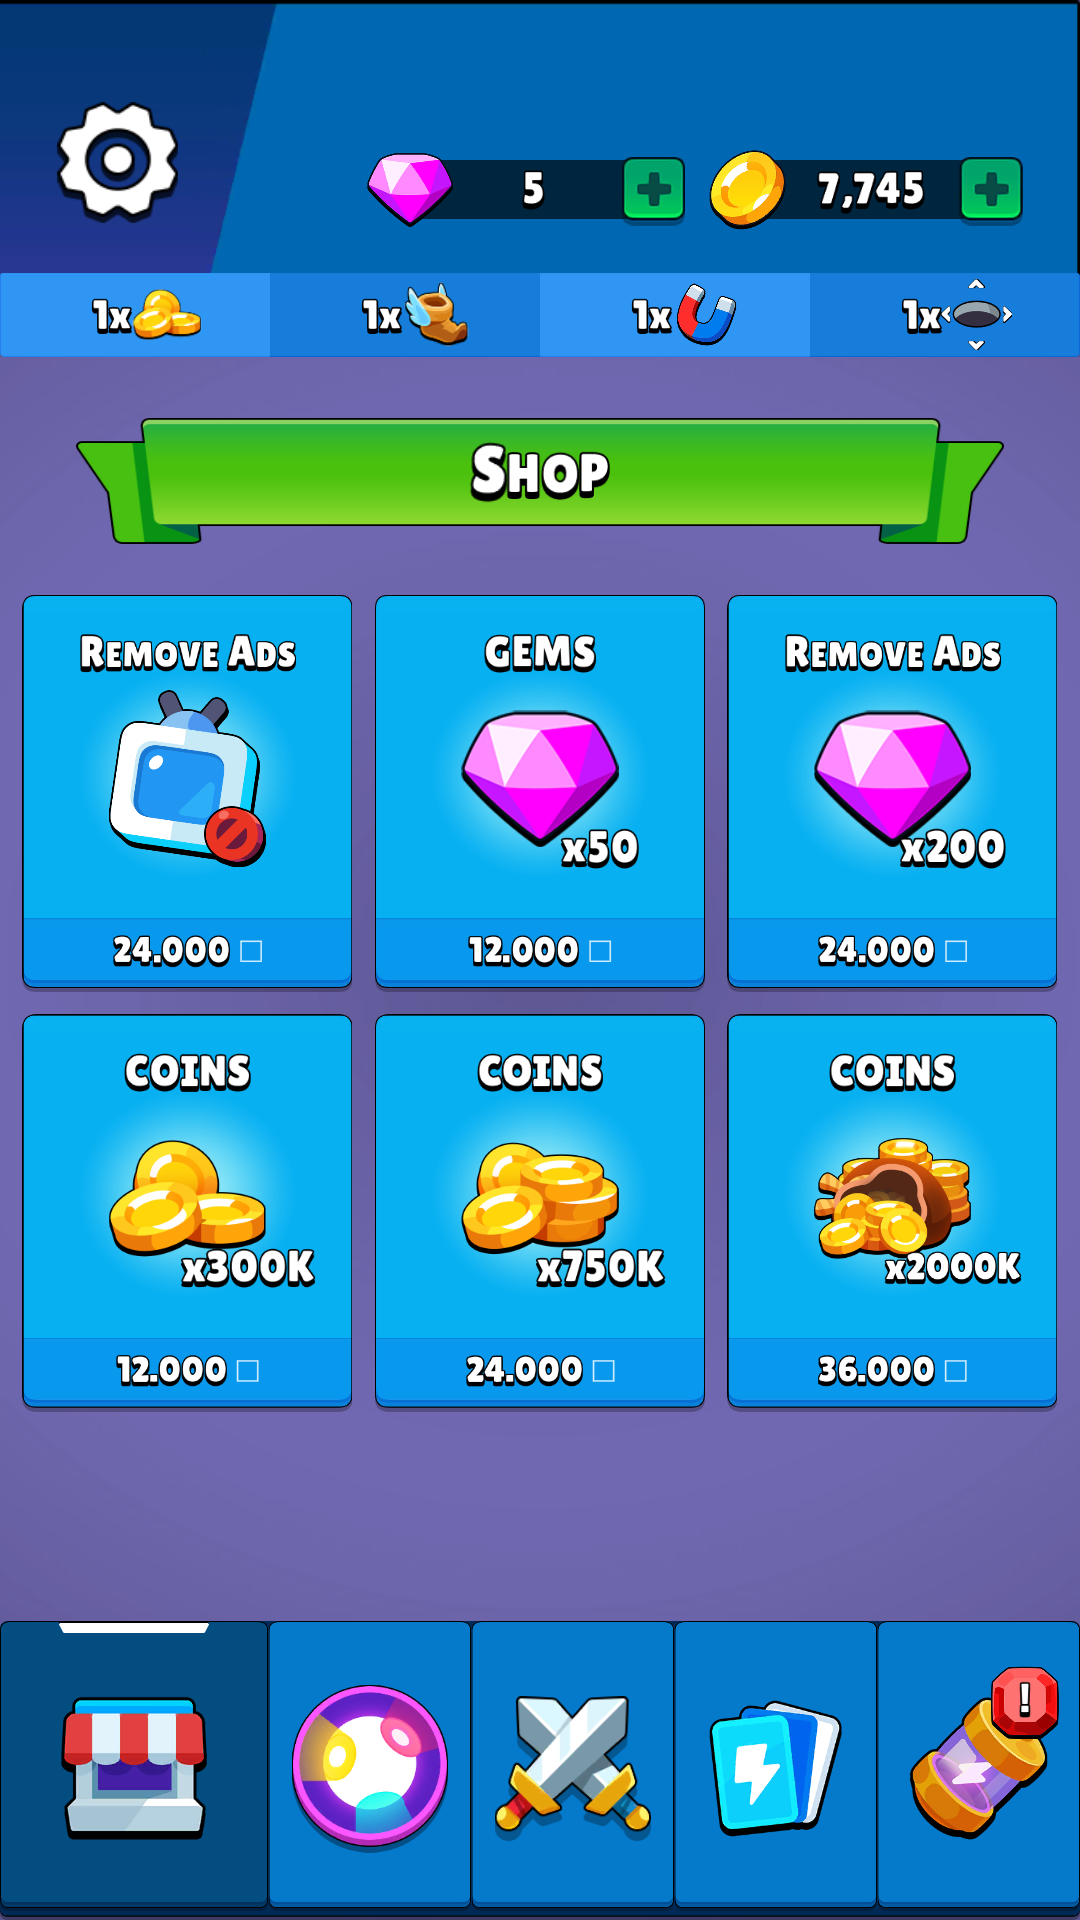 5
7,745
1x
1x
1x
1x
SHOP
REMOVE ADS
GEMS
REMOVE ADS
x50
x200
24.000 □
12.000 □
24.000 □
COINS
COINS
COINS
x300K
x750K
x2000K
12.000 □
24.000 □
36.000 □
!